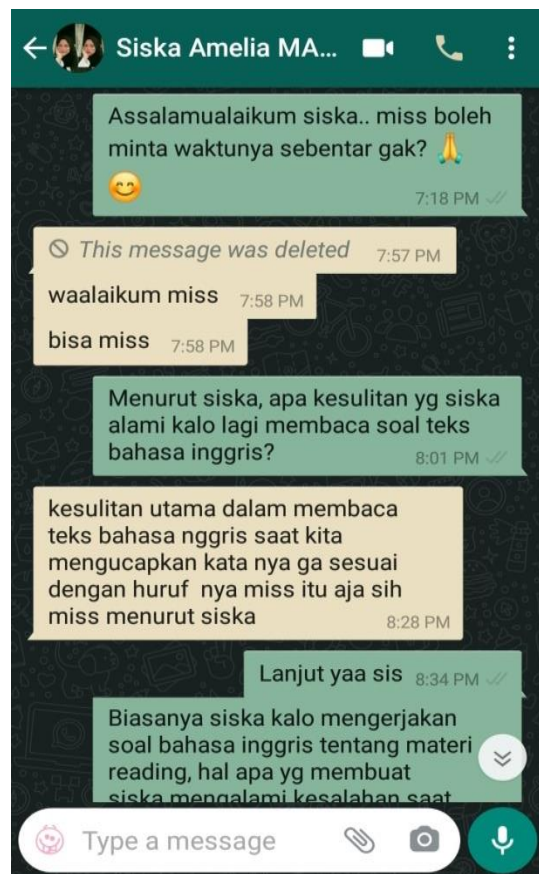 Siska Amelia MA...
Assalamualaikum siska.. miss boleh
minta waktunya sebentar gak? 🙏
😊
7:18 PM
This message was deleted 7:57 PM
waalaikum miss 7:58 PM
bisa miss 7:58 PM
Menurut siska, apa kesulitan yg siska
alami kalo lagi membaca soal teks
bahasa inggris? 8:01 PM
kesulitan utama dalam membaca
teks bahasa nggris saat kita
mengucapkan kata nya ga sesuai
dengan huruf nya miss itu aja sih
miss menurut siska 8:28 PM
Lanjut yaa sis 8:34 PM
Biasanya siska kalo mengerjakan
soal bahasa inggris tentang materi
reading, hal apa yg membuat
siska mengalami kesalahan saat
Type a message